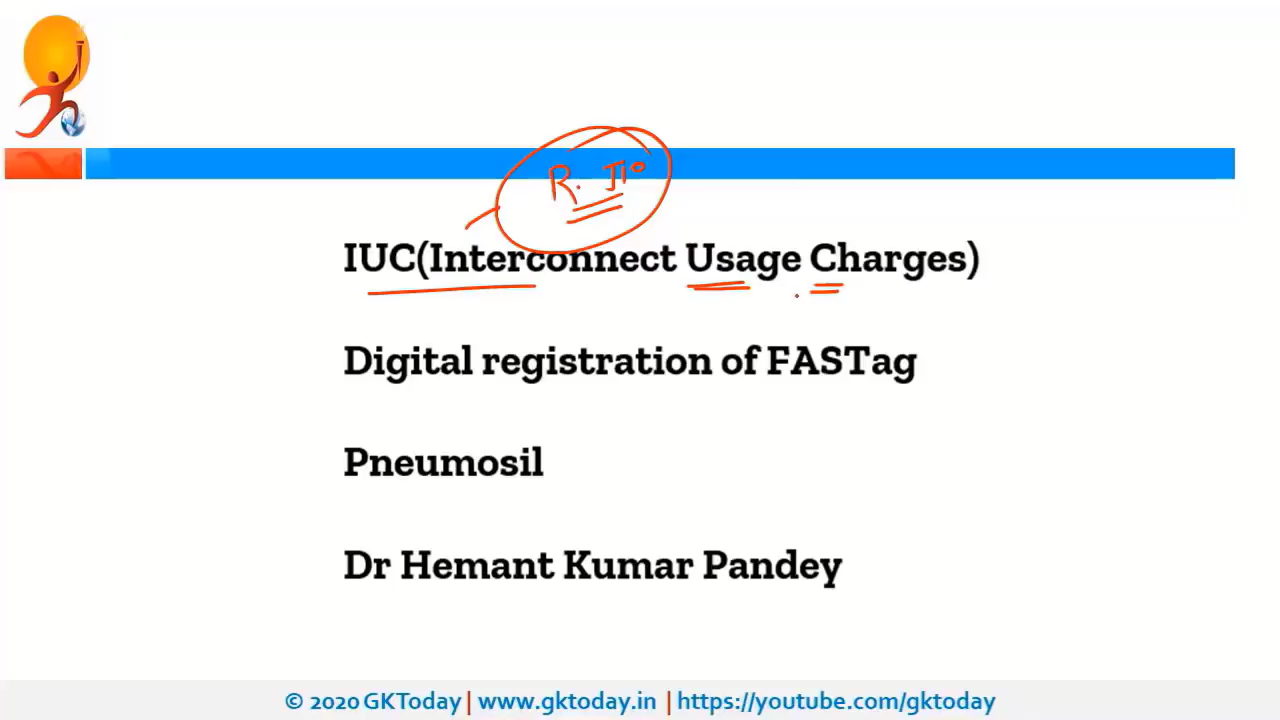 R. JIO
IUC(Interconnect Usage Charges)
Digital registration of FASTag
Pneumosil
Dr Hemant Kumar Pandey
© 2020 GKToday | www.gktoday.in | https://youtube.com/gktoday